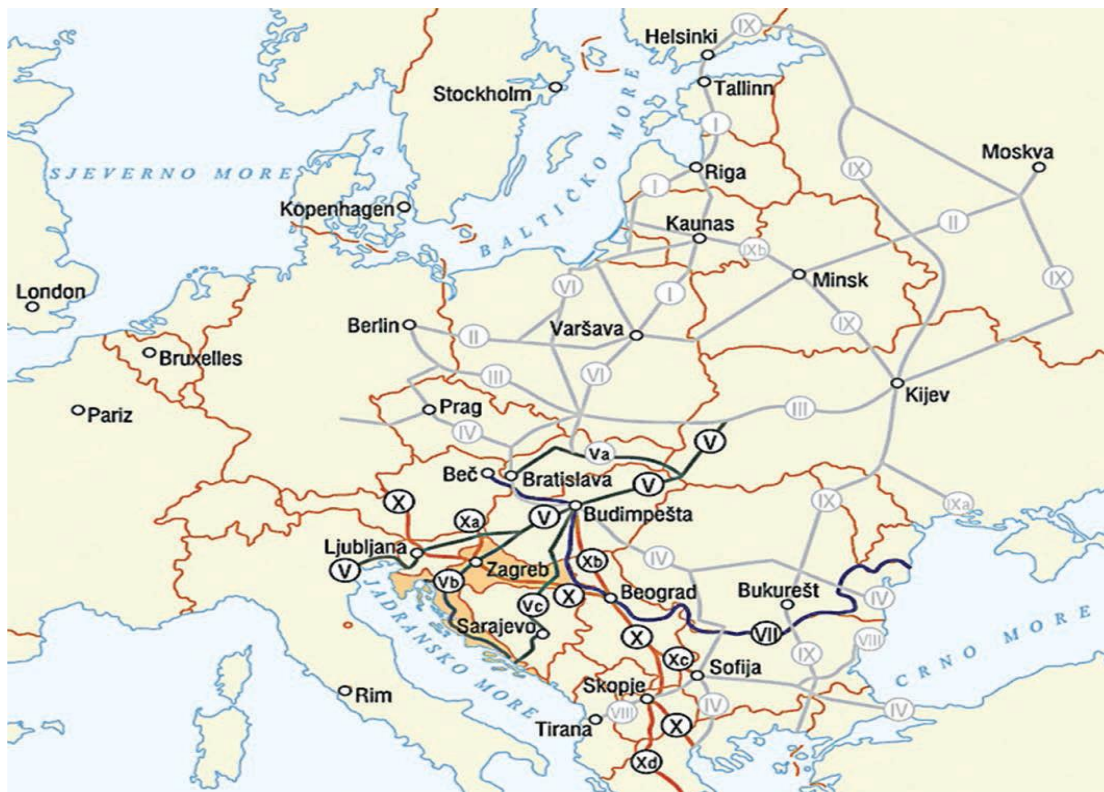 IX
Helsinki
Tallinn
Stockholm
I
SJEVERNO MORE
BALTIČKO MORE
Moskva
IX
Riga
I
Kopenhagen
Kaunas
II
IXb
Minsk
IX
London
VI
I
Berlin
II
Varšava
IX
Bruxelles
III
VI
Kijev
Pariz
Prag
III
IV
V
Va
Beč
Bratislava
V
X
Xa
V
Budimpešta
IXa
IX
Ljubljana
Xb
IV
V
Zagreb
Vb
X
Beograd
Bukurešt
IV
Vc
JADRANSKO MORE
Sarajevo
X
VII
VIII
Xc
Sofija
IX
CRNO MORE
Rim
Skopje
Tirana
VIII
IV
IV
X
Xd